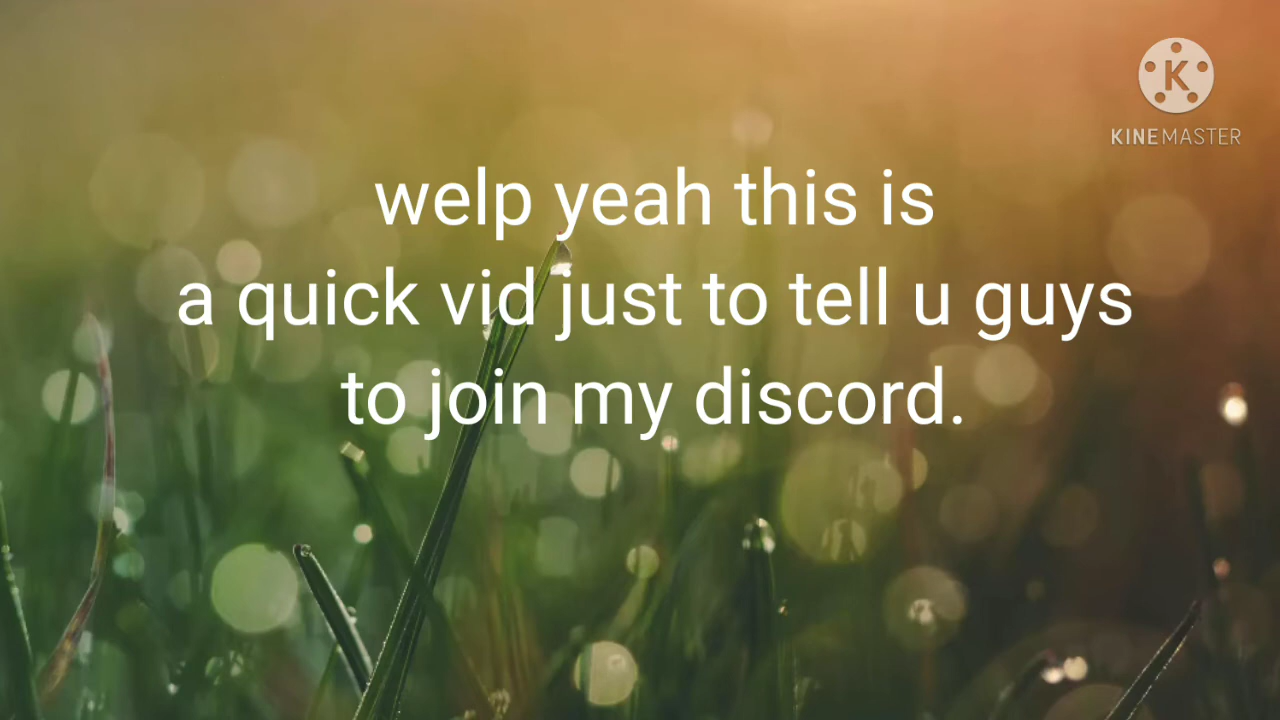 K
KINEMASTER
welp yeah this is
a quick vid just to tell u guys
to join my discord.